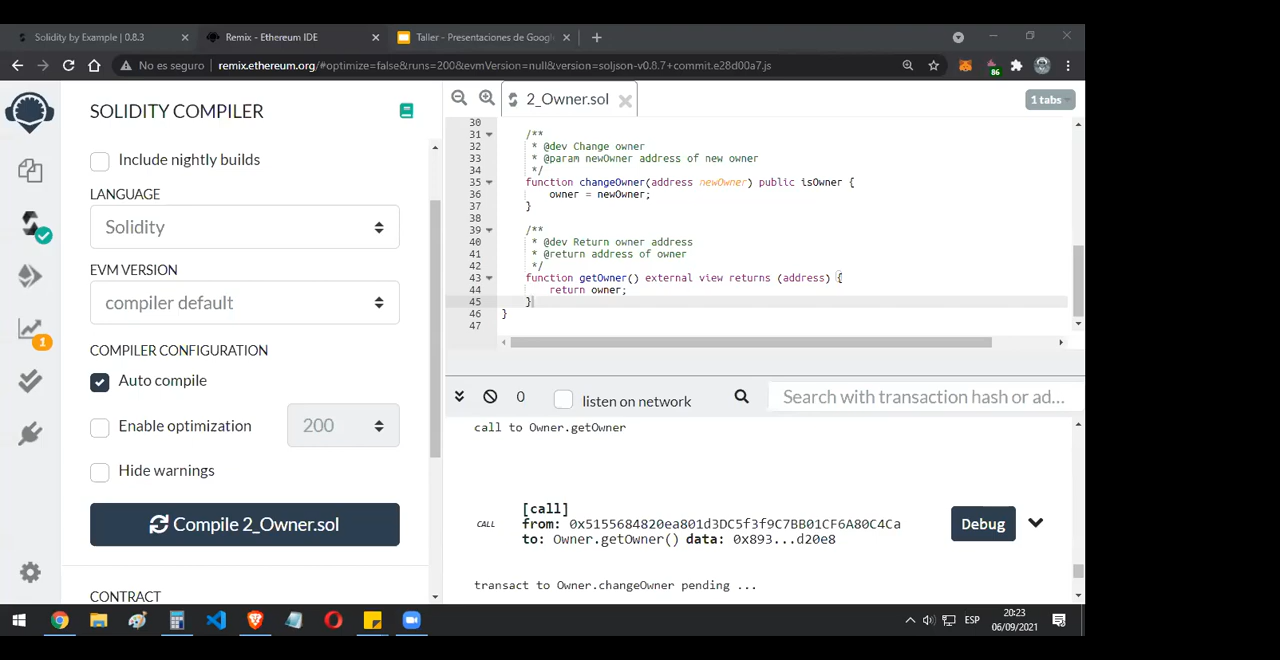 Solidity by Example | 0.8.3
Remix - Ethereum IDE
Taller - Presentaciones de Googl
No es seguro
remix.ethereum.org/#optimize=false&runs=200&evmVersion=null&version=soljson-v0.8.7+commit.e28d00a7.js
86
SOLIDITY COMPILER
Include nightly builds
LANGUAGE
Solidity
EVM VERSION
compiler default
COMPILER CONFIGURATION
Auto compile
Enable optimization
200
Hide warnings
Compile 2_Owner.sol
CONTRACT
1
2_Owner.sol
1 tabs
30
31 /**
32 * @dev Change owner
33 * @param newOwner address of new owner
34 */
35 function changeOwner(address newOwner) public isOwner {
36 owner = newOwner;
37 }
38
39 /**
40 * @dev Return owner address
41 * @return address of owner
42 */
43 function getOwner() external view returns (address) {
44 return owner;
45 }
46 }
47
0
listen on network
Search with transaction hash or ad...
call to Owner.getOwner
CALL
[call]
from: 0x5155684820ea801d3DC5f3f9C7BB01CF6A80C4Ca
to: Owner.getOwner() data: 0x893...d20e8
Debug
transact to Owner.changeOwner pending ...
ESP
20:23
06/09/2021